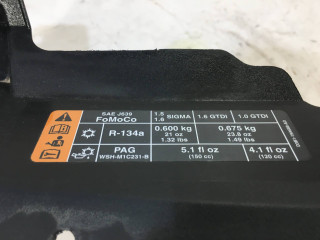 SAE J639
FoMoCo
1.5
1.6
SIGMA
1.6 GTDI
1.0 GTDI
R-134a
0.600 kg
21 oz
1.32 lbs
0.675 kg
23.8 oz
1.49 lbs
PAG
WSH-M1C231-B
5.1 fl oz
(150 cc)
4.1 fl oz
(120 cc)